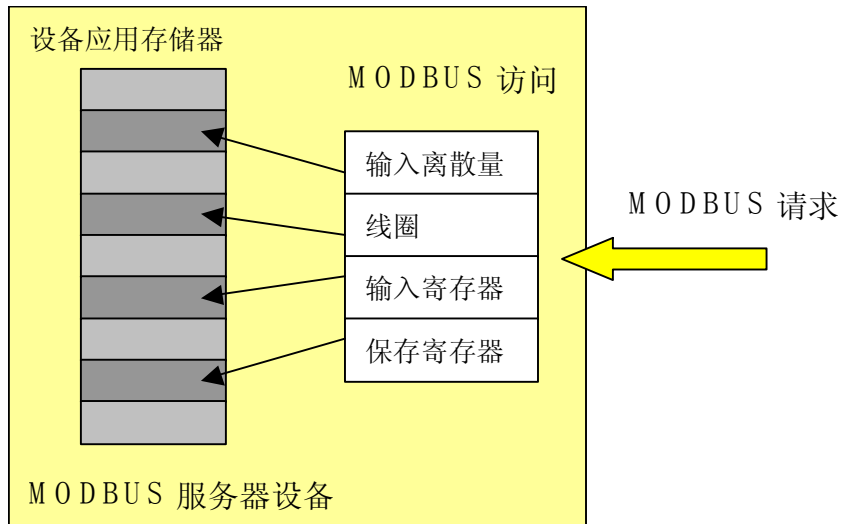 设备应用存储器
MODBUS 访问
输入离散量
线圈
输入寄存器
保存寄存器
MODBUS 请求
MODBUS 服务器设备